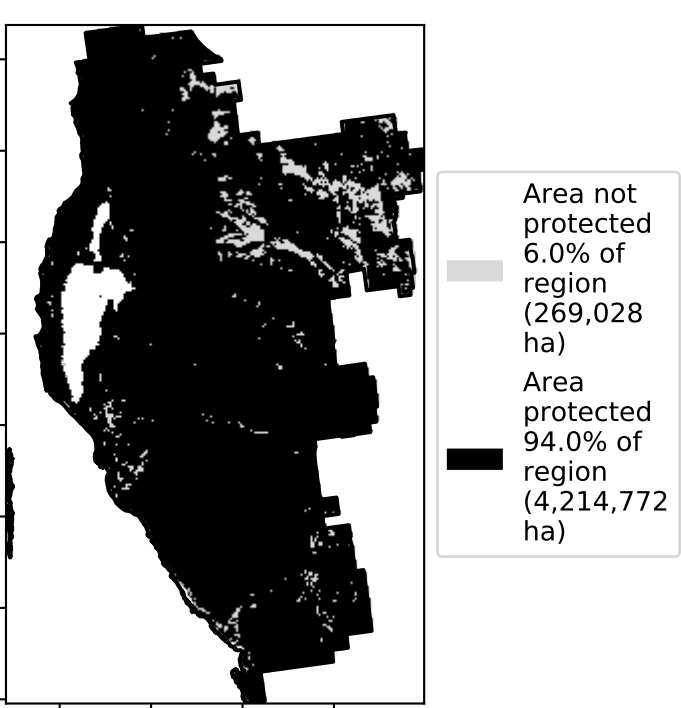 Area not
protected
6.0% of
region
(269,028
ha)
Area
protected
94.0% of
region
(4,214,772
ha)